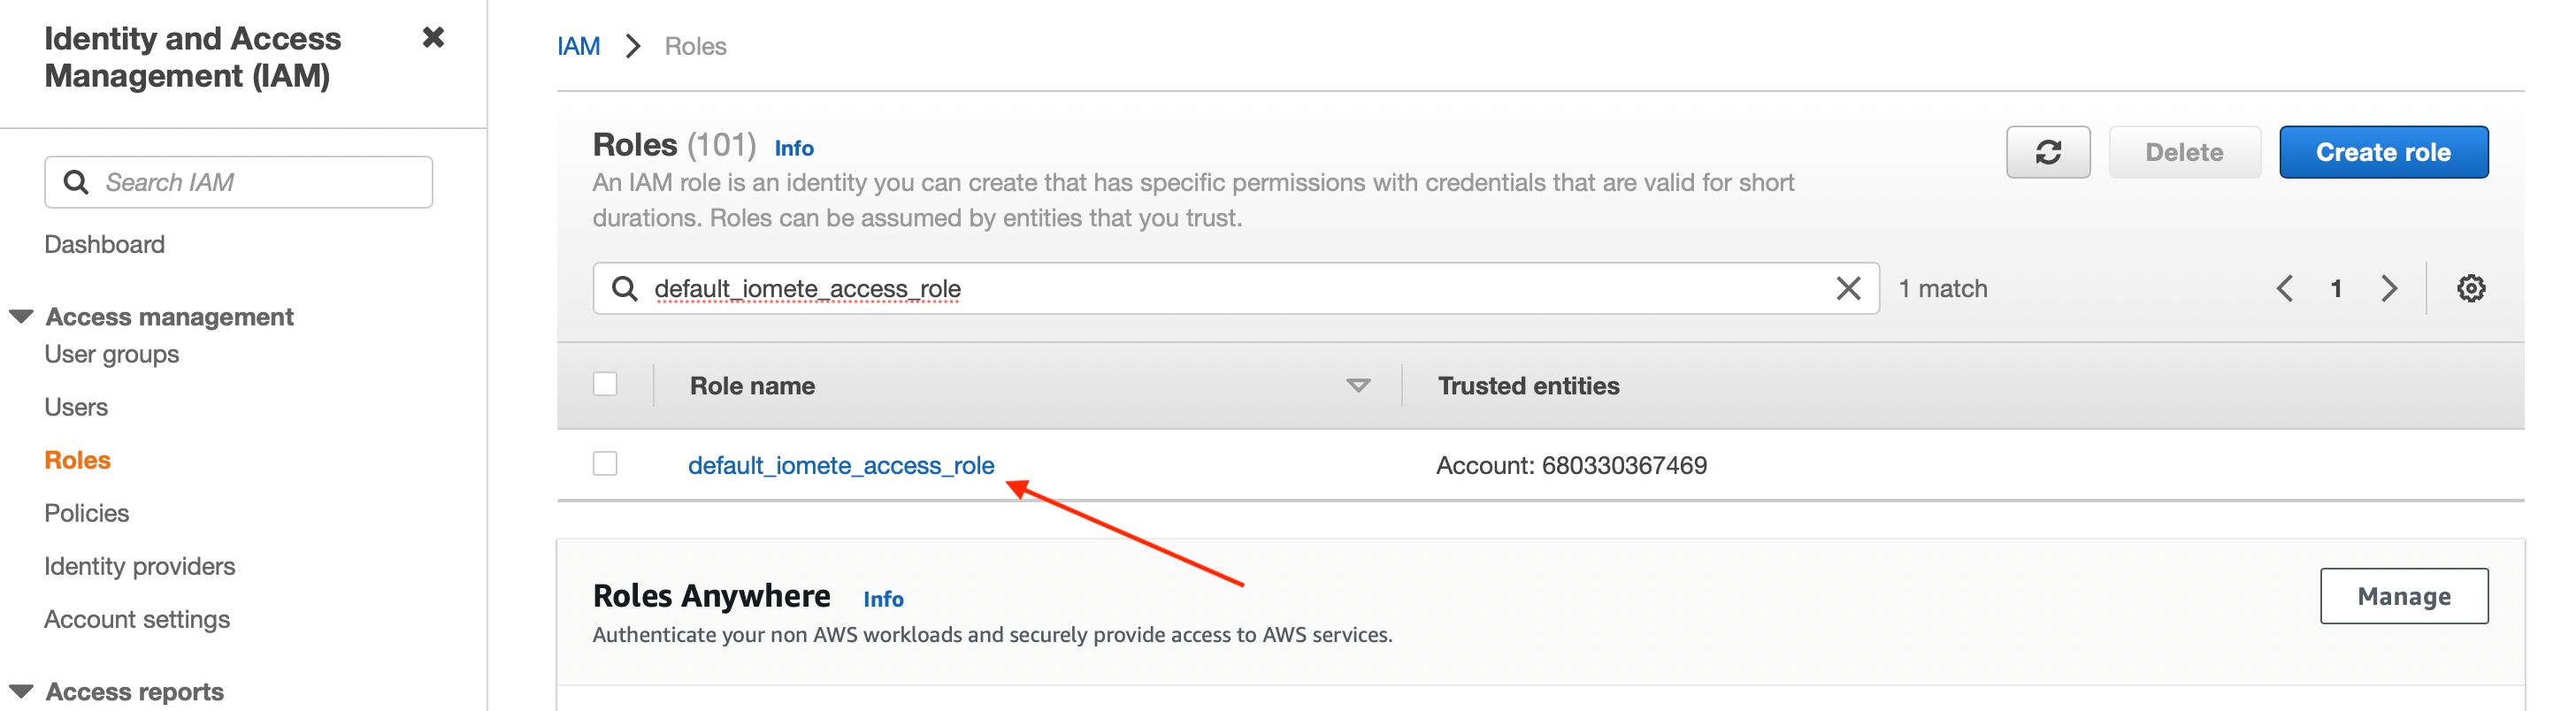 Identity and Access
Management (IAM)
Search IAM
Dashboard
Access management
User groups
Users
Roles
Policies
Identity providers
Account settings
Access reports
IAM
Roles
Roles (101) Info
An IAM role is an identity you can create that has specific permissions with credentials that are valid for short
durations. Roles can be assumed by entities that you trust.
Delete
Create role
default_iomete_access_role
1 match
1
Role name
Trusted entities
default_iomete_access_role
Account: 680330367469
Roles Anywhere Info
Authenticate your non AWS workloads and securely provide access to AWS services.
Manage